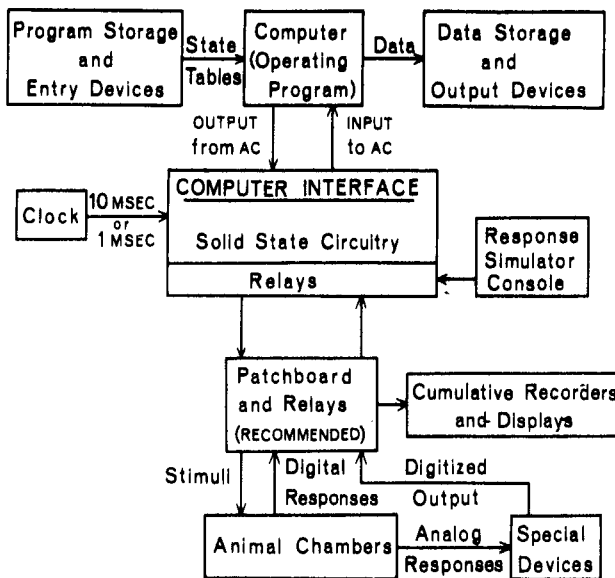 Program Storage
and
Entry Devices
State
Tables
Computer
(Operating
Program)
Data
Data Storage
and
Output Devices
OUTPUT
from AC
INPUT
to AC
Clock
10 MSEC
or
1 MSEC
COMPUTER INTERFACE
Solid State Circuitry
Relays
Response
Simulator
Console
Patchboard
and Relays
(RECOMMENDED)
Cumulative Recorders
and Displays
Stimuli
Digital
Responses
Digitized
Output
Animal Chambers
Analog
Responses
Special
Devices